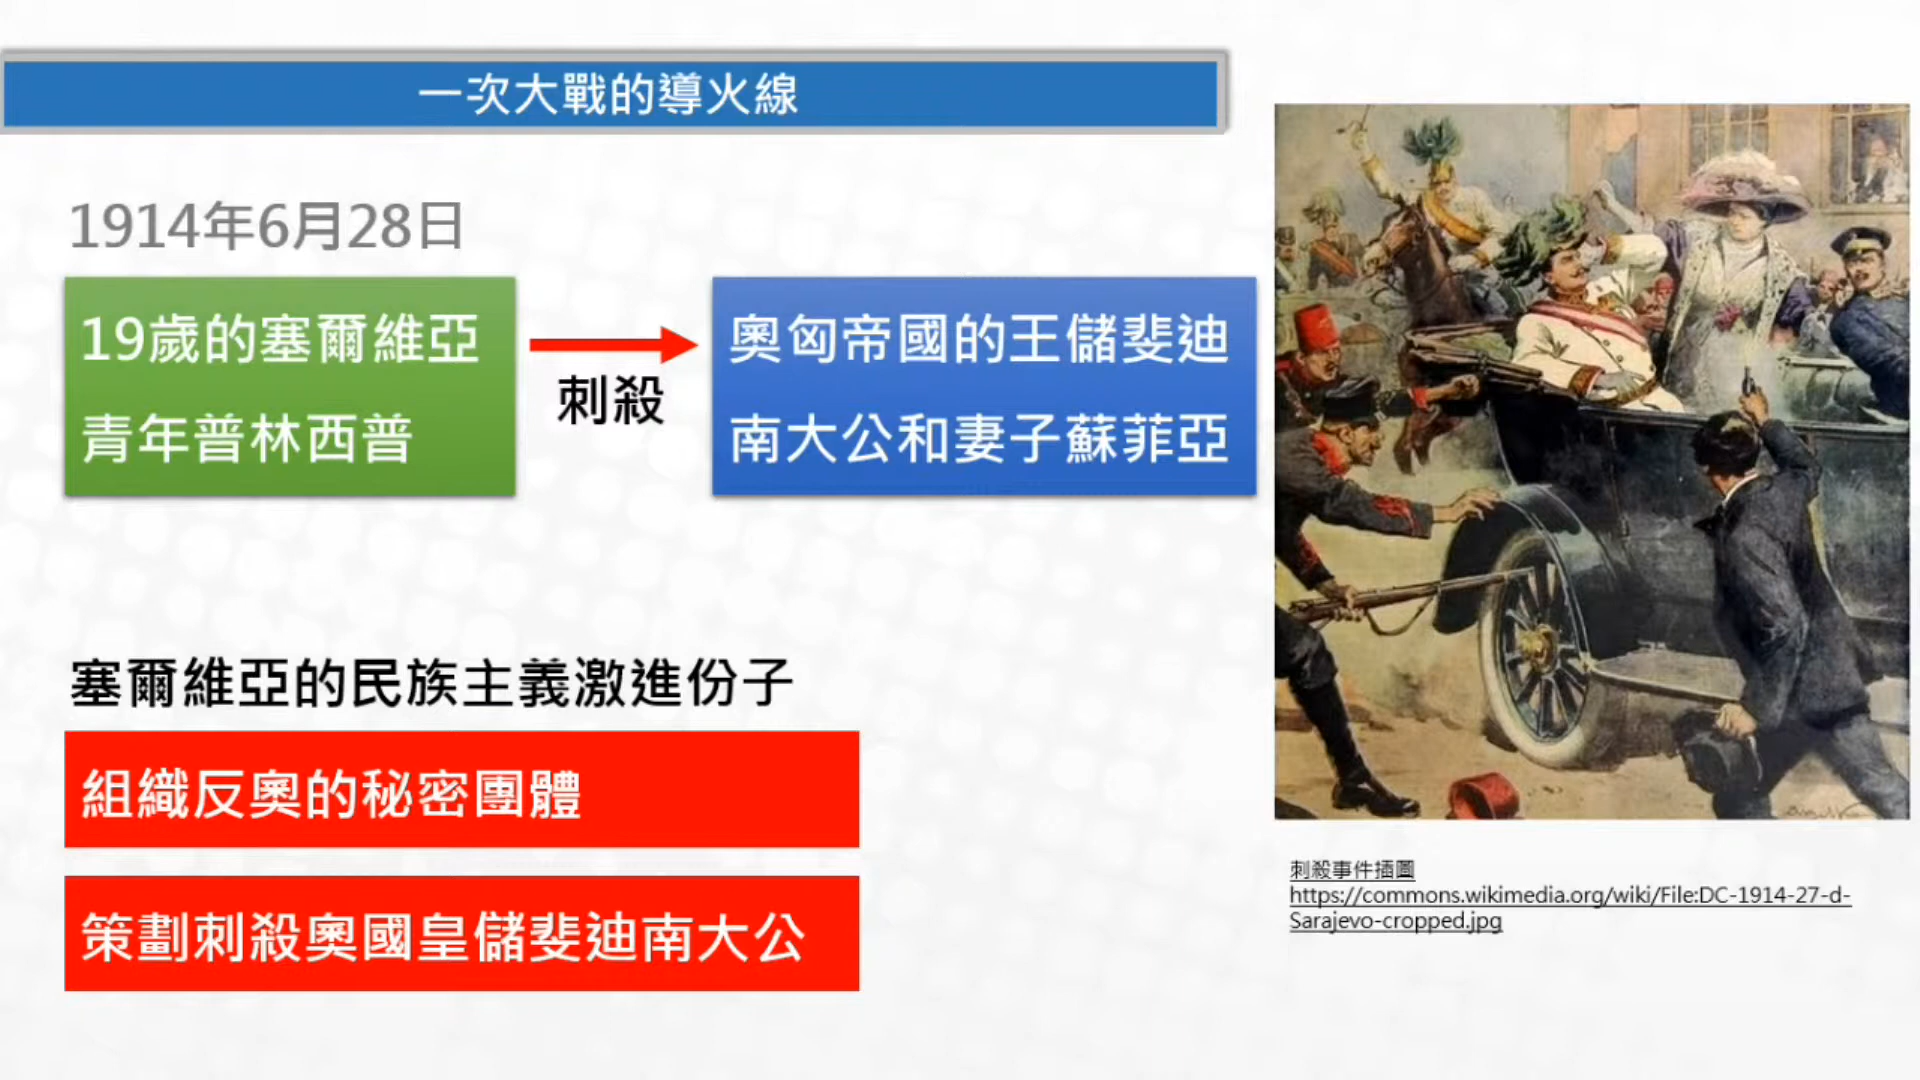 一次大戰的導火線
1914年6月28日
19歲的塞爾維亞
青年普林西普
刺殺
奧匈帝國的王儲斐迪
南大公和妻子蘇菲亞
塞爾維亞的民族主義激進份子
組織反奧的秘密團體
策劃刺殺奧國皇儲斐迪南大公
刺殺事件插圖
https://commons.wikimedia.org/wiki/File:DC-1914-27-d-
Sarajevo-cropped.jpg